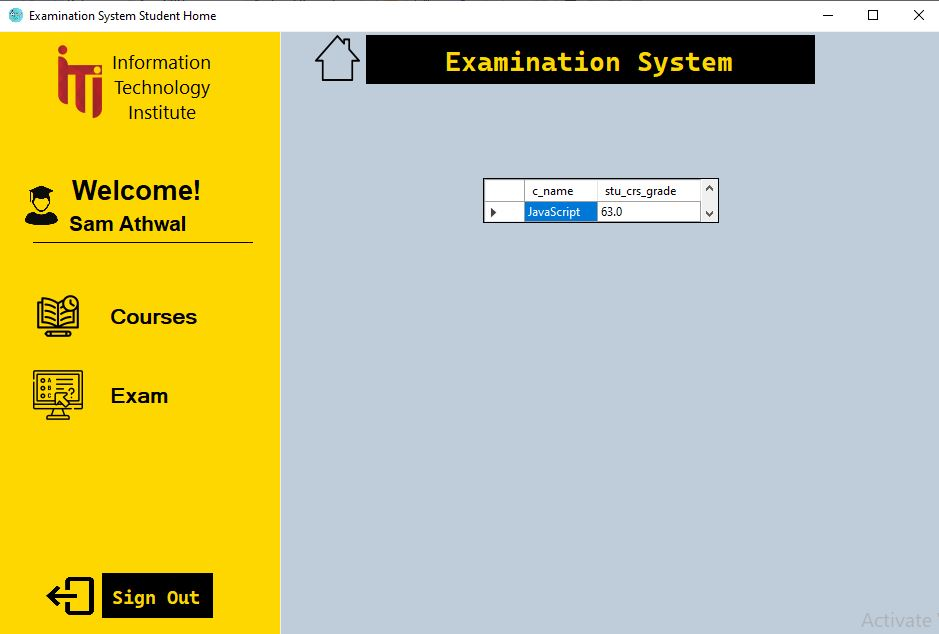 Examination System Student Home
Information
Technology
Institute
Examination System
Welcome!
Sam Athwal
c_name stu_crs_grade
JavaScript 63.0
Courses
Exam
Sign Out
Activate